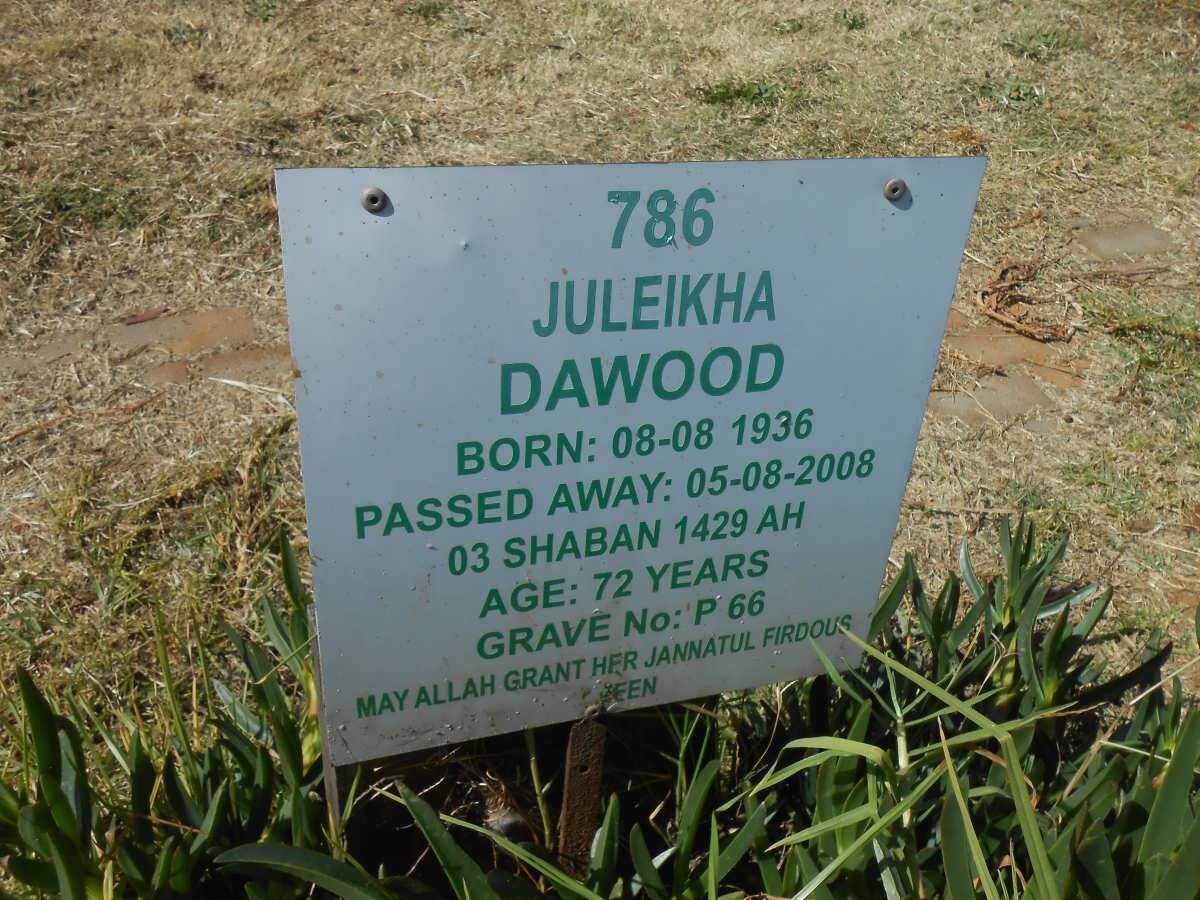 786
JULEIKHA
DAWOOD
BORN: 08-08 1936
PASSED AWAY: 05-08-2008
03 SHABAN 1429 AH
AGE: 72 YEARS
GRAVE No: P 66
MAY ALLAH GRANT HER JANNATUL FIRDOUS